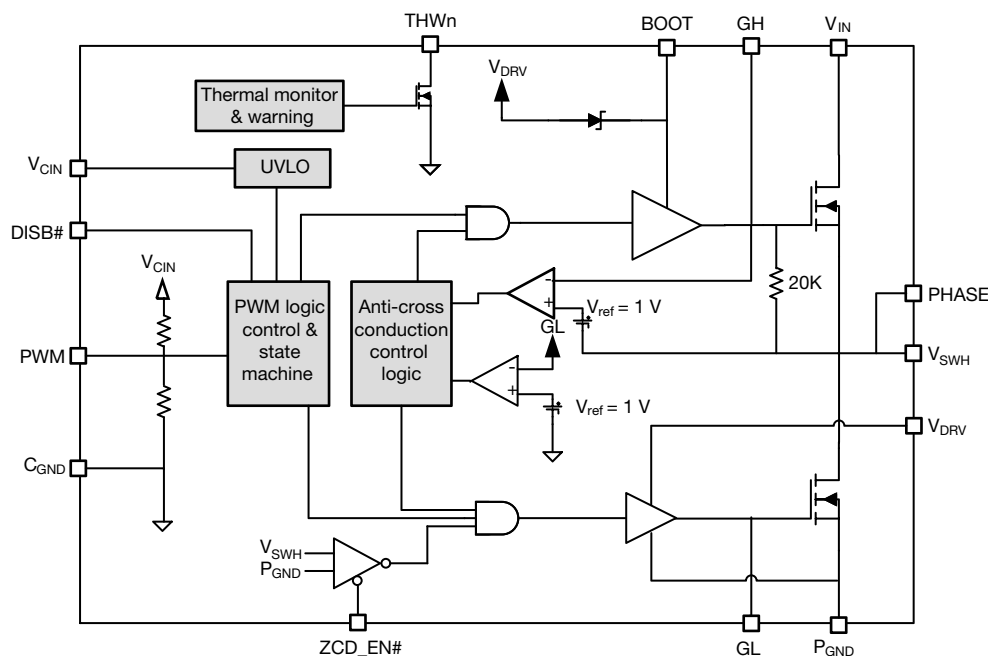 THWn
BOOT
GH
VIN
VDRV
Thermal monitor
& warning
VCIN
UVLO
DISB#
VCIN
PWM logic
control &
state
machine
Anti-cross
conduction
control
logic
-
+
Vref = 1 V
20K
PHASE
GL
PWM
VSWH
-
+
Vref = 1 V
VDRV
CGND
VSWH
PGND
ZCD_EN#
GL
PGND